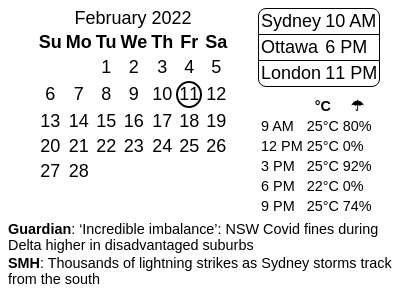 February 2022
Su Mo Tu We Th Fr Sa
1 2 3 4 5
6 7 8 9 10 11 12
13 14 15 16 17 18 19
20 21 22 23 24 25 26
27 28
Sydney 10 AM
Ottawa 6 PM
London 11 PM
°C ☂
9 AM 25°C 80%
12 PM 25°C 0%
3 PM 25°C 92%
6 PM 22°C 0%
9 PM 25°C 74%
Guardian: ‘Incredible imbalance’: NSW Covid fines during
Delta higher in disadvantaged suburbs
SMH: Thousands of lightning strikes as Sydney storms track
from the south